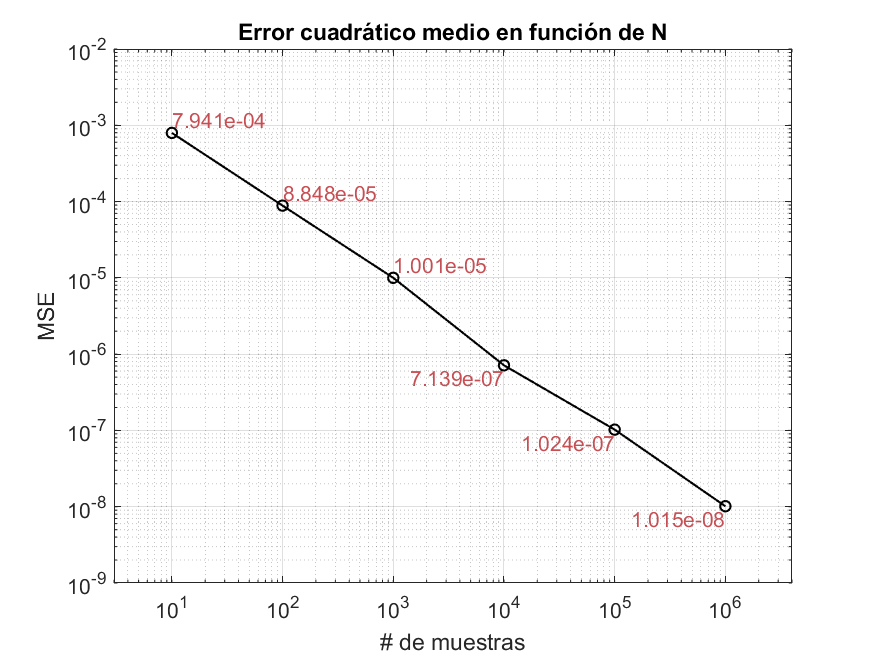 Error cuadrático medio en función de N
10^-2
10^-3
10^-4
10^-5
10^-6
10^-7
10^-8
10^-9
MSE
7.941e-04
8.848e-05
1.001e-05
7.139e-07
1.024e-07
1.015e-08
10^1 10^2 10^3 10^4 10^5 10^6
# de muestras